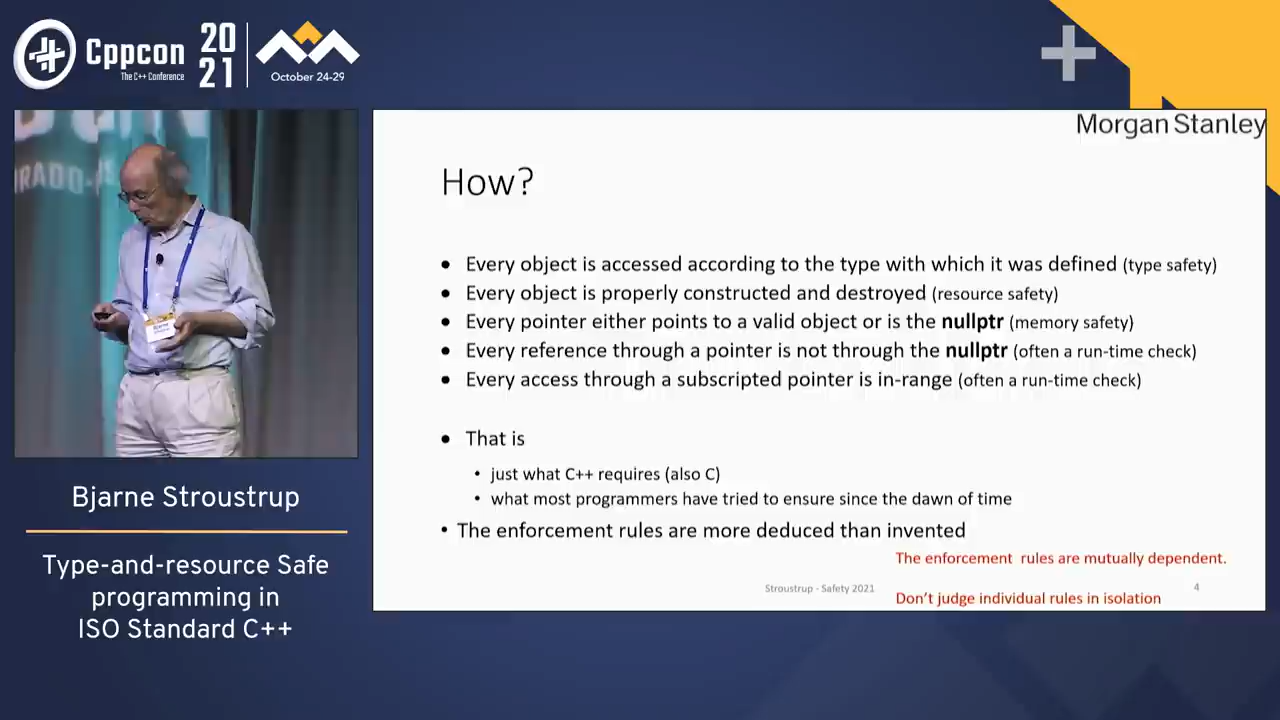 Cppcon
The C++ Conference
20
21
October 24-29
Morgan Stanley
How?
• Every object is accessed according to the type with which it was defined (type safety)
• Every object is properly constructed and destroyed (resource safety)
• Every pointer either points to a valid object or is the nullptr (memory safety)
• Every reference through a pointer is not through the nullptr (often a run-time check)
• Every access through a subscripted pointer is in-range (often a run-time check)
• That is
• just what C++ requires (also C)
• what most programmers have tried to ensure since the dawn of time
• The enforcement rules are more deduced than invented
The enforcement rules are mutually dependent.
Stroustrup - Safety 2021
4
Don't judge individual rules in isolation
Bjarne Stroustrup
Type-and-resource Safe
programming in
ISO Standard C++
Bjarne